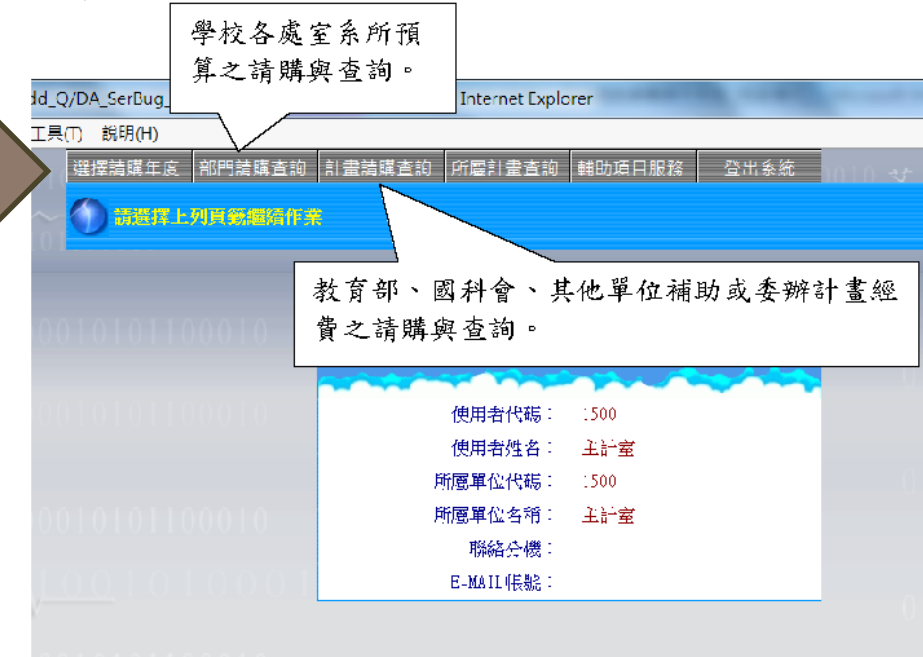 學校各處室系所預
算之請購與查詢。
dd_Q/DA_SerBug_ Internet Explorer
工具(T) 說明(H)
選擇請購年度 部門請購查詢 計畫請購查詢 所屬計畫查詢 輔助項目服務 登出系統
請選擇上列頁籤繼續作業
教育部、國科會、其他單位補助或委辦計畫經
費之請購與查詢。
使用者代碼： 1500
使用者姓名： 主計室
所屬單位代碼： 1500
所屬單位名稱： 主計室
聯絡分機：
E-MAIL帳號：